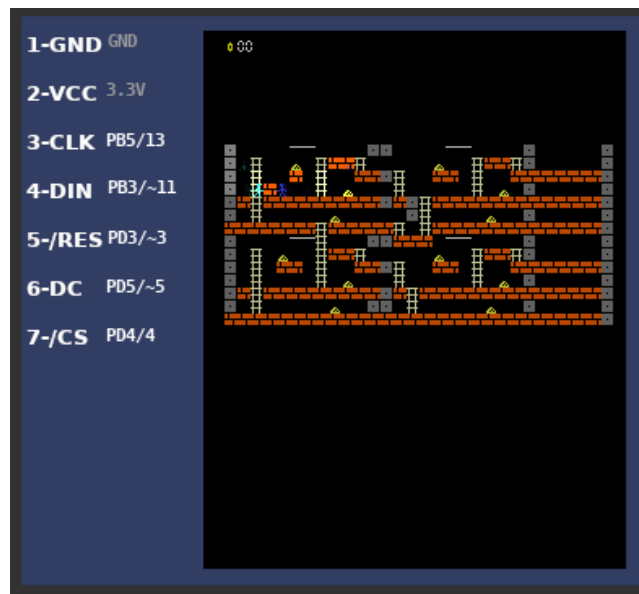 1-GND GND
00
2-VCC 3.3V
3-CLK PB5/13
4-DIN PB3/~11
5-/RES PD3/~3
6-DC PD5/~5
7-/CS PD4/4